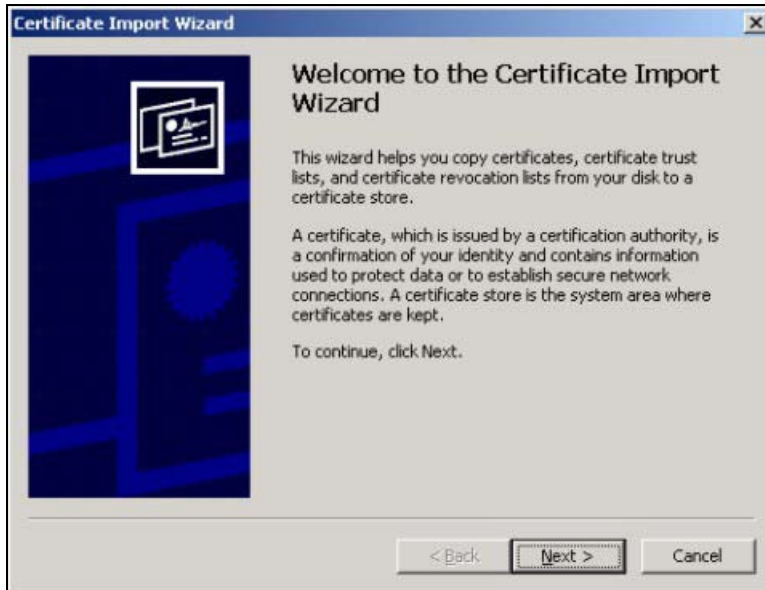 Certificate Import Wizard
Welcome to the Certificate Import
Wizard
This wizard helps you copy certificates, certificate trust
lists, and certificate revocation lists from your disk to a
certificate store.
A certificate, which is issued by a certification authority, is
a confirmation of your identity and contains information
used to protect data or to establish secure network
connections. A certificate store is the system area where
certificates are kept.
To continue, click Next.
< Back
Next >
Cancel